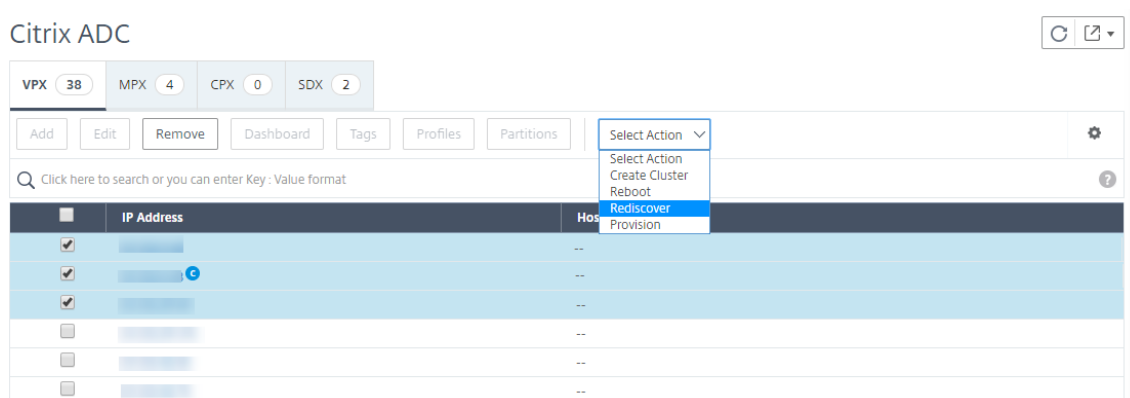 Citrix ADC
VPX 38 MPX 4 CPX 0 SDX 2
Add Edit Remove Dashboard Tags Profiles Partitions Select Action
Select Action
Create Cluster
Click here to search or you can enter Key : Value format
Reboot
Rediscover
IP Address Hos
Provision
--
C --
--
--
--
--